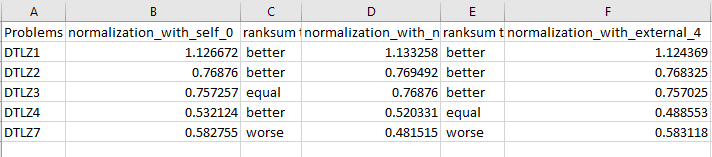 A B C D E F
Problems normalization_with_self_0 ranksum t normalization_with_n ranksum t normalization_with_external_4
DTLZ1 1.126672 better 1.133258 better 1.124369
DTLZ2 0.76876 better 0.769492 better 0.768325
DTLZ3 0.757257 equal 0.76876 better 0.757025
DTLZ4 0.532124 better 0.520331 equal 0.488553
DTLZ7 0.582755 worse 0.481515 worse 0.583118